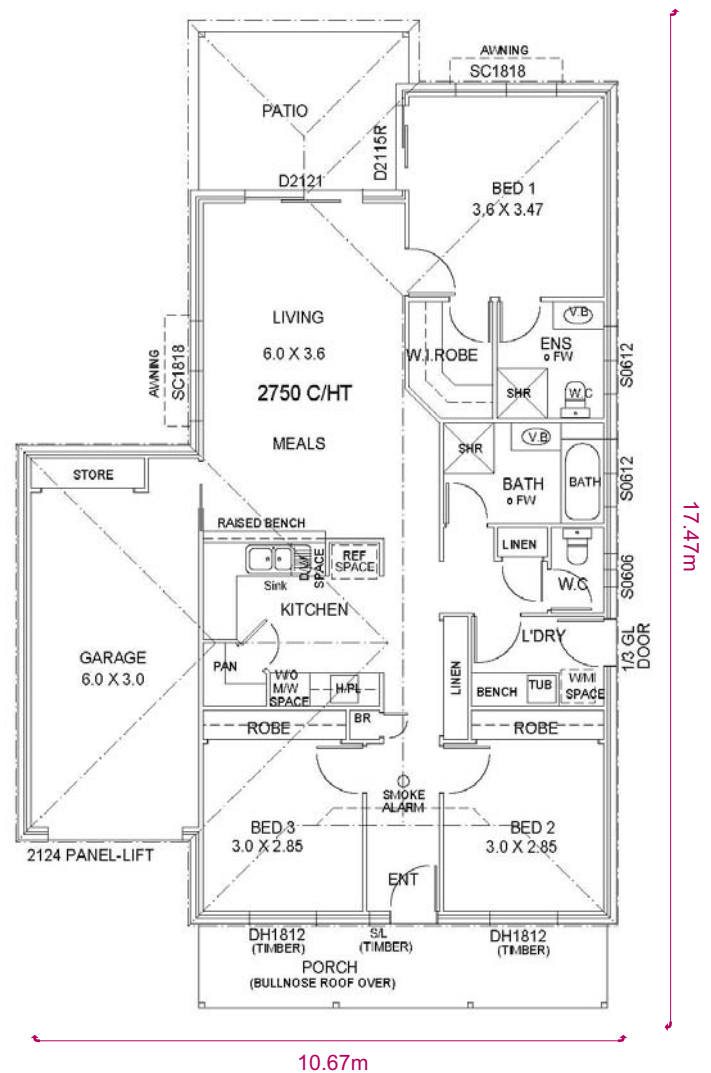 AWNING
SC1818
PATIO
D2115R
D2121
BED 1
3.6 X 3.47
LIVING
6.0 X 3.6
2750 C/HT
MEALS
AWNING
SC1818
W.I.ROBE
V.B
ENS
FW
SHR
W.C
S0612
STORE
SHR
V.B
BATH
FW
BATH
S0612
RAISED BENCH
Sink
D/W SPACE
REF
SPACE
LINEN
W.C
S0606
17.47m
KITCHEN
L'DRY
1/3 GL
DOOR
GARAGE
6.0 X 3.0
PAN
W/O
M/W
SPACE
H/PL
LINEN
BENCH
TUB
W/M
SPACE
ROBE
BR
ROBE
SMOKE
ALARM
BED 3
3.0 X 2.85
BED 2
3.0 X 2.85
2124 PANEL-LIFT
ENT
DH1812
(TIMBER)
S/L
(TIMBER)
DH1812
(TIMBER)
PORCH
(BULLNOSE ROOF OVER)
10.67m